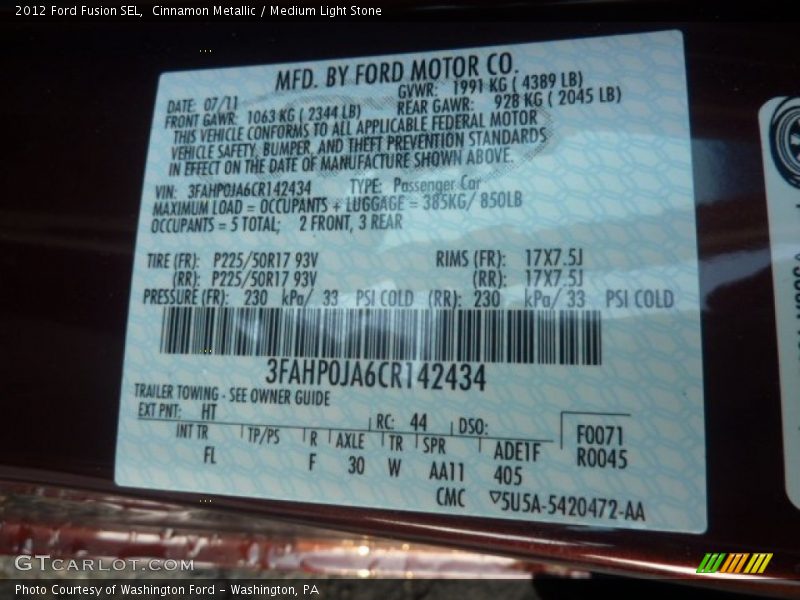 2012 Ford Fusion SEL,  Cinnamon Metallic / Medium Light Stone
MFD. BY FORD MOTOR CO.
DATE: 07/11 GVWR: 1991 KG ( 4389 LB)
FRONT GAWR: 1063 KG ( 2344 LB) REAR GAWR: 928 KG ( 2045 LB)
THIS VEHICLE CONFORMS TO ALL APPLICABLE FEDERAL MOTOR
VEHICLE SAFETY, BUMPER, AND THEFT PREVENTION STANDARDS
IN EFFECT ON THE DATE OF MANUFACTURE SHOWN ABOVE.
VIN: 3FAHP0JA6CR142434 TYPE: Passenger Car
MAXIMUM LOAD = OCCUPANTS + LUGGAGE = 385KG/ 850LB
OCCUPANTS = 5 TOTAL; 2 FRONT, 3 REAR
TIRE (FR): P225/50R17 93V RIMS (FR): 17X7.5J
(RR): P225/50R17 93V (RR): 17X7.5J
PRESSURE (FR): 230 kPa/ 33 PSI COLD (RR): 230 kPa/ 33 PSI COLD
3FAHP0JA6CR142434
TRAILER TOWING - SEE OWNER GUIDE
EXT PNT: HT RC: 44 DSO:
INT TR TP/PS R AXLE TR SPR ADE1F F0071
FL F 30 W AA11 405 R0045
CMC ▽5U5A-5420472-AA
GTCARLOT.COM
Photo Courtesy of Washington Ford - Washington, PA